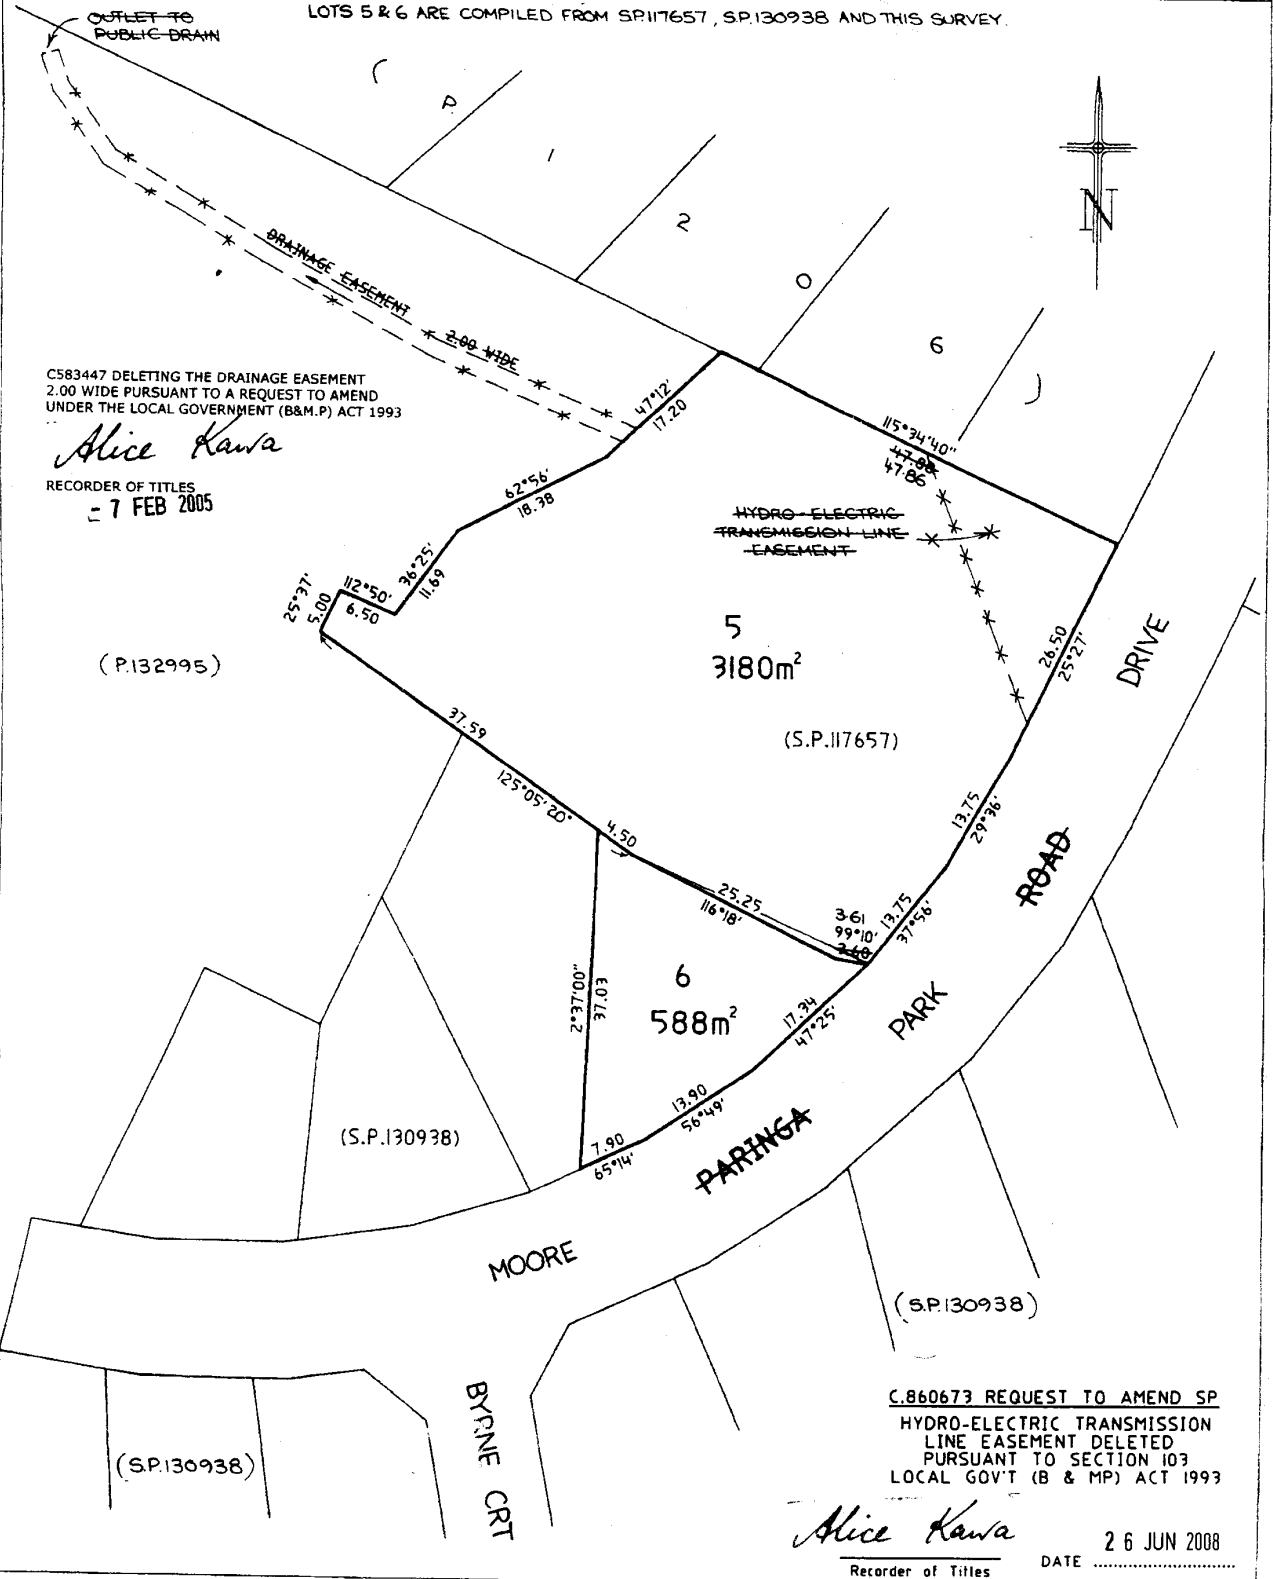 LOTS 5 & 6 ARE COMPILED FROM SP.117657, S.P.130938 AND THIS SURVEY.
OUTLET TO
PUBLIC DRAIN
( P. 1 2 0 6 )
N
DRAINAGE EASEMENT 2.00 WIDE
C583447 DELETING THE DRAINAGE EASEMENT
2.00 WIDE PURSUANT TO A REQUEST TO AMEND
UNDER THE LOCAL GOVERNMENT (B&M.P) ACT 1993
Alice Kawa
RECORDER OF TITLES
- 7 FEB 2005
47°12'
17.20
115°34'40"
47.88
47.86
62°56'
18.38
HYDRO-ELECTRIC
TRANSMISSION LINE
EASEMENT
36°25'
11.69
112°50'
6.50
25°37'
5.00
5
3180m²
(P.132995)
26.50
25°27'
DRIVE
(S.P.117657)
37.59
125°05'20"
4.50
13.75
29°36'
ROAD
25.25
116°18'
3.61
99°10'
3.60
13.75
37°56'
6
588m²
2°37'00"
37.03
17.34
47°25'
PARK
13.90
56°49'
PARINGA
7.90
65°14'
(S.P.130938)
MOORE
(S.P.130938)
BYRNE CRT
(S.P.130938)
C.860673 REQUEST TO AMEND SP
HYDRO-ELECTRIC TRANSMISSION
LINE EASEMENT DELETED
PURSUANT TO SECTION 103
LOCAL GOV'T (B & MP) ACT 1993
Alice Kawa
Recorder of Titles
DATE 26 JUN 2008